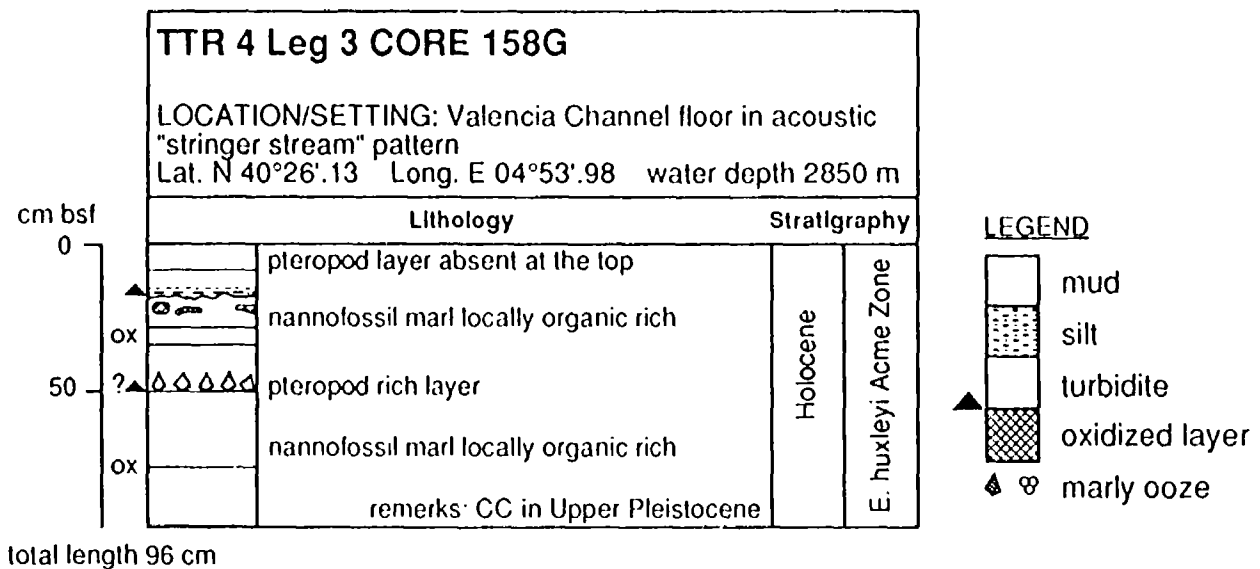 TTR 4 Leg 3 CORE 158G
LOCATION/SETTING: Valencia Channel floor in acoustic
"stringer stream" pattern
Lat. N 40°26'.13 Long. E 04°53'.98 water depth 2850 m
cm bsf
Lithology
Stratigraphy
0
pteropod layer absent at the top
nannofossil marl locally organic rich
ox
50
?
pteropod rich layer
nannofossil marl locally organic rich
ox
remarks: CC in Upper Pleistocene
Holocene
E. huxleyi Acme Zone
total length 96 cm
LEGEND
mud
silt
turbidite
oxidized layer
marly ooze